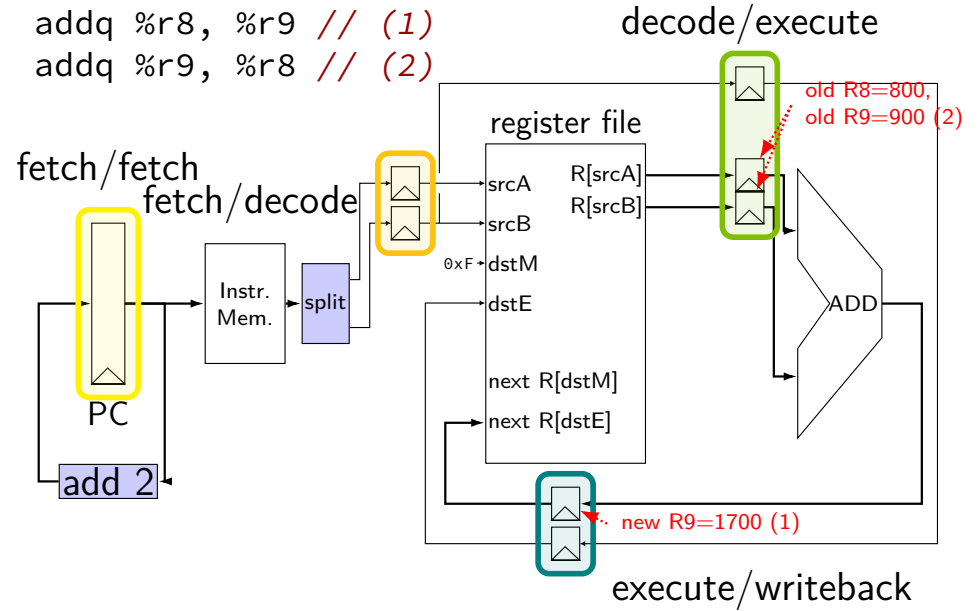 addq %r8, %r9 // (1)
addq %r9, %r8 // (2)
decode/execute
old R8=800,
old R9=900 (2)
register file
fetch/fetch
fetch/decode
srcA
R[srcA]
srcB
R[srcB]
0xF
dstM
dstE
Instr.
Mem.
split
ADD
next R[dstM]
next R[dstE]
PC
add 2
new R9=1700 (1)
execute/writeback